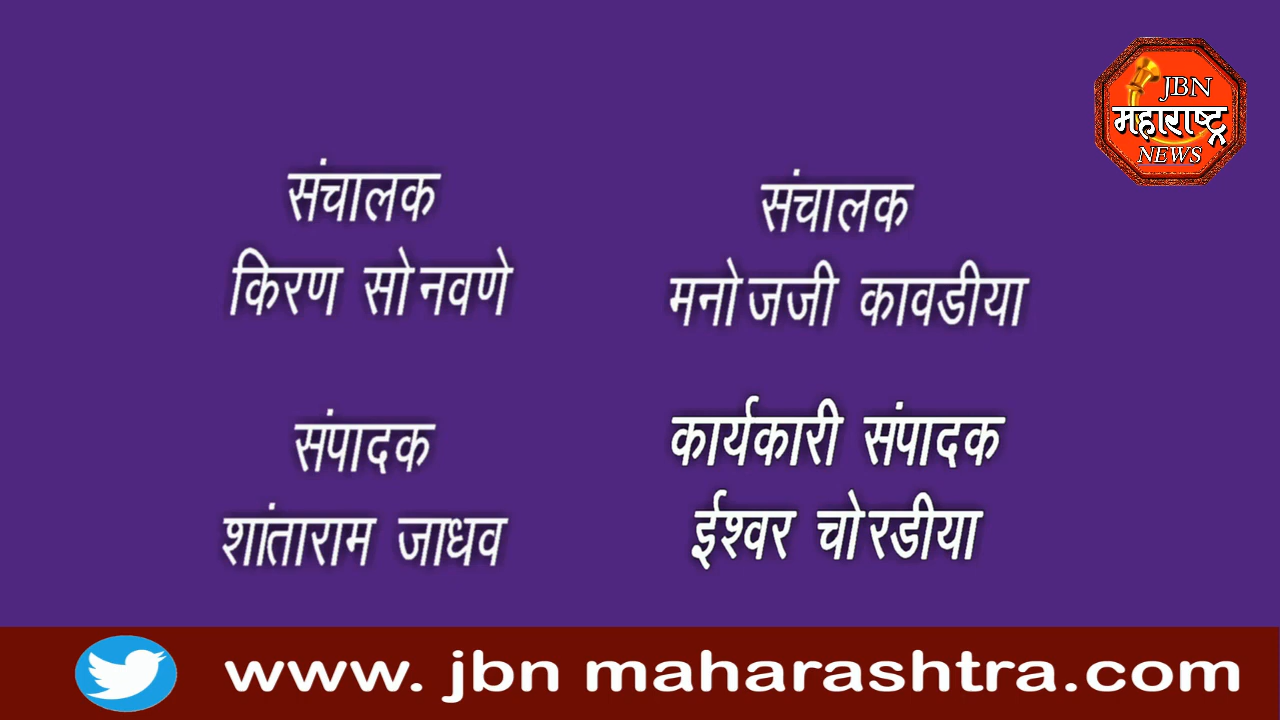 JBN
महाराष्ट्र
NEWS
संचालक
किरण सोनवणे
संचालक
मनोजजी कावडीया
संपादक
शांताराम जाधव
कार्यकारी संपादक
ईश्वर चोरडीया
www. jbn maharashtra.com